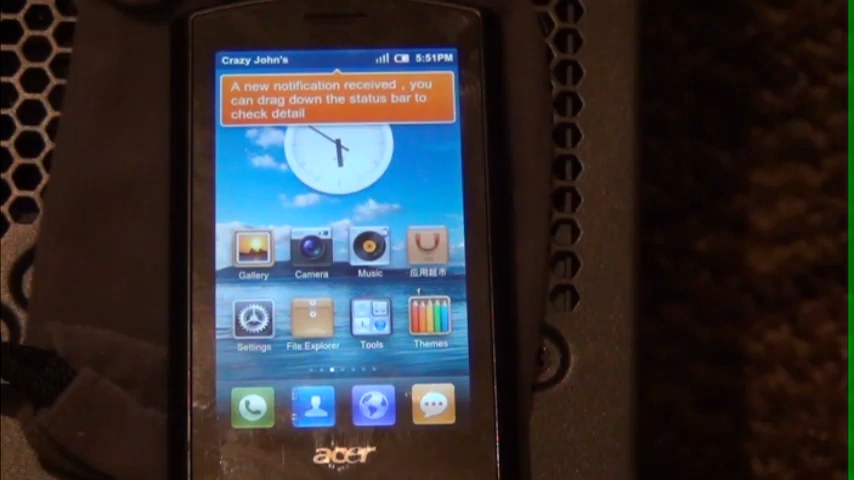 Crazy John's 5:51PM
A new notification received , you
can drag down the status bar to
check detail
Gallery Camera Music 应用超市
Settings File Explorer Tools Themes
acer